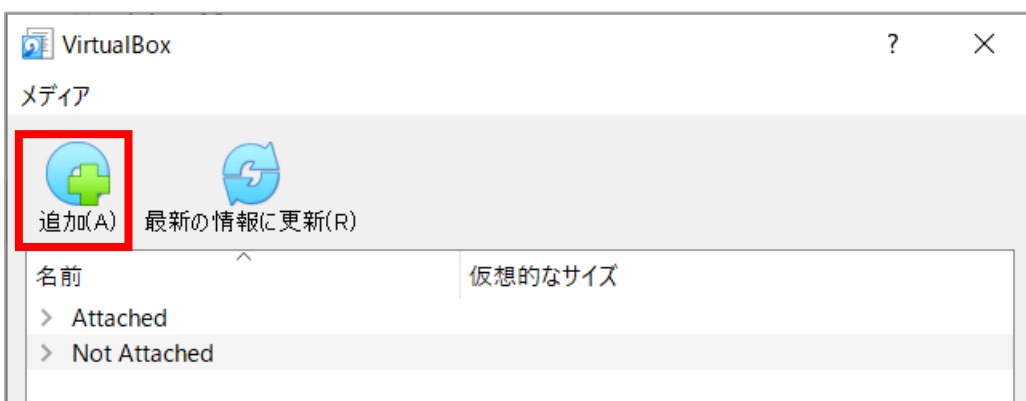 VirtualBox
メディア
追加(A) 最新の情報に更新(R)
名前 仮想的なサイズ
Attached
Not Attached